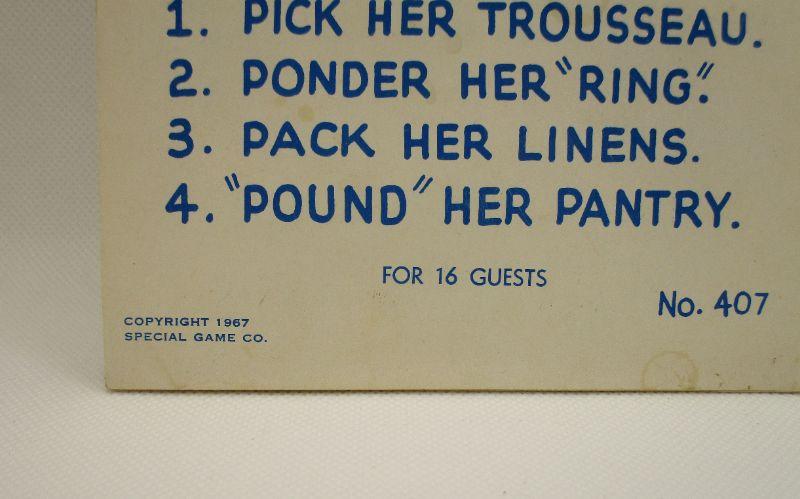 1. PICK HER TROUSSEAU.
2. PONDER HER "RING".
3. PACK HER LINENS.
4. "POUND" HER PANTRY.
FOR 16 GUESTS
No. 407
COPYRIGHT 1967
SPECIAL GAME CO.